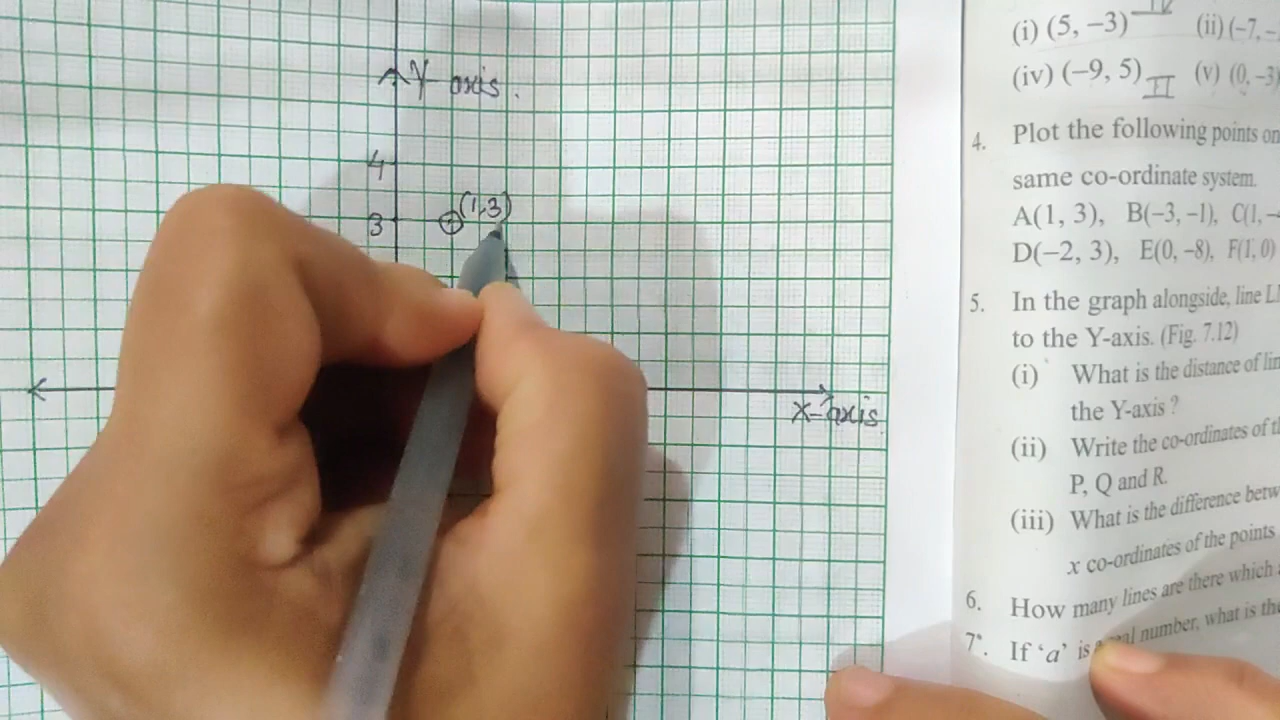 Y-axis.
4
3
(1,3)
X-axis
(i) (5, −3) (ii) (−7, −
(iv) (−9, 5) II (v) (0, −3)
4. Plot the following points on
same co-ordinate system.
A(1, 3), B(−3, −1), C(1, −
D(−2, 3), E(0, −8), F(1, 0)
5. In the graph alongside, line
to the Y-axis. (Fig. 7.12)
(i) What is the distance of
the Y-axis ?
(ii) Write the co-ordinates of
P, Q and R.
(iii) What is the difference
x co-ordinates of the points
6. How many lines are there which
7*. If ‘a’ is number, what is